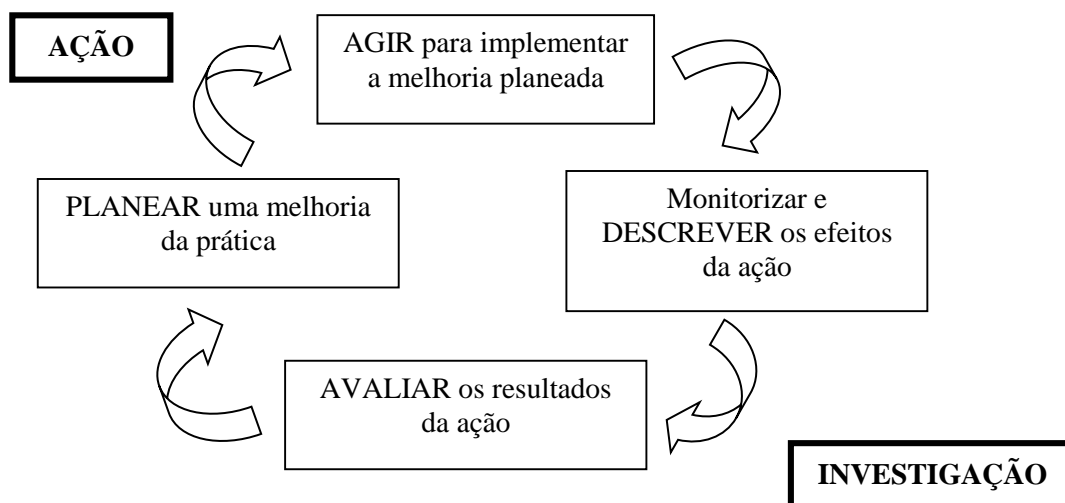 AÇÃO
AGIR para implementar
a melhoria planeada
PLANEAR uma melhoria
da prática
Monitorizar e
DESCREVER os efeitos
da ação
AVALIAR os resultados
da ação
INVESTIGAÇÃO